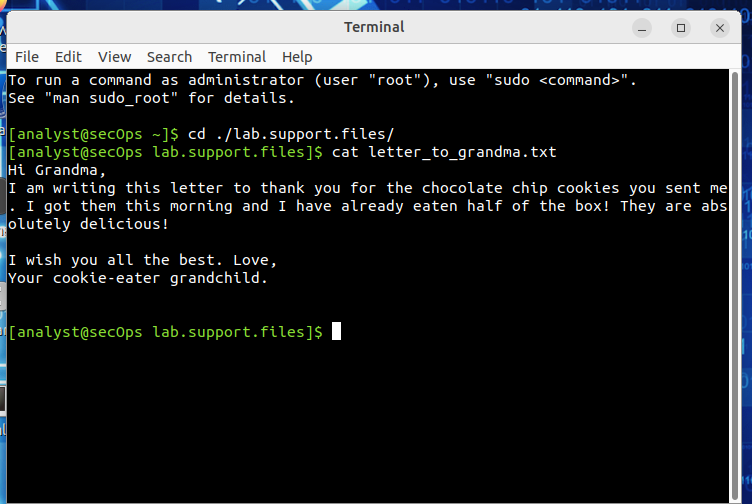 Terminal
File Edit View Search Terminal Help
To run a command as administrator (user "root"), use "sudo <command>".
See "man sudo_root" for details.
[analyst@secOps ~]$ cd ./lab.support.files/
[analyst@secOps lab.support.files]$ cat letter_to_grandma.txt
Hi Grandma,
I am writing this letter to thank you for the chocolate chip cookies you sent me
. I got them this morning and I have already eaten half of the box! They are abs
olutely delicious!
I wish you all the best. Love,
Your cookie-eater grandchild.
[analyst@secOps lab.support.files]$